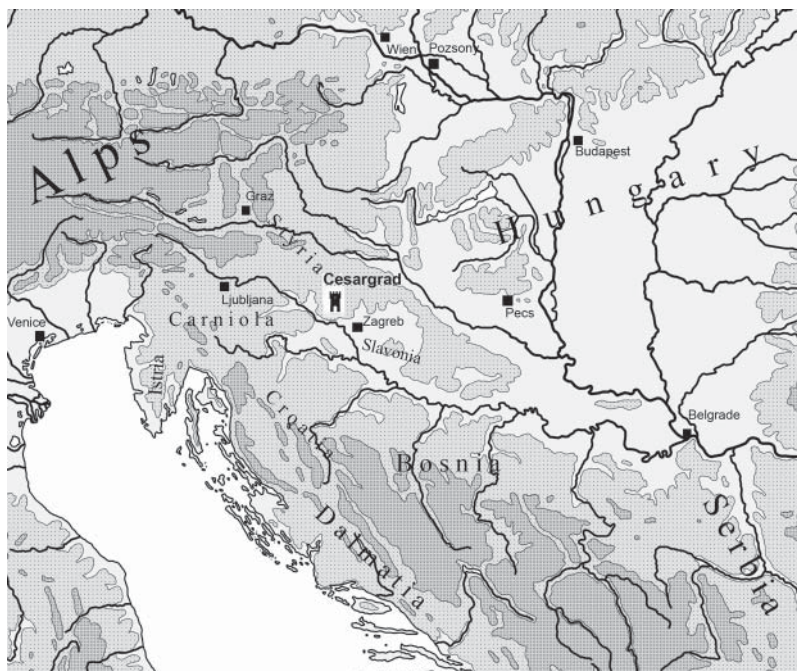 Wien
Pozsony
Budapest
Alps
Hungary
Graz
Styria
Cesargrad
Ljubljana
Pecs
Venice
Carniola
Zagreb
Slavonia
Istria
Croatia
Belgrade
Bosnia
Dalmatia
Serbia